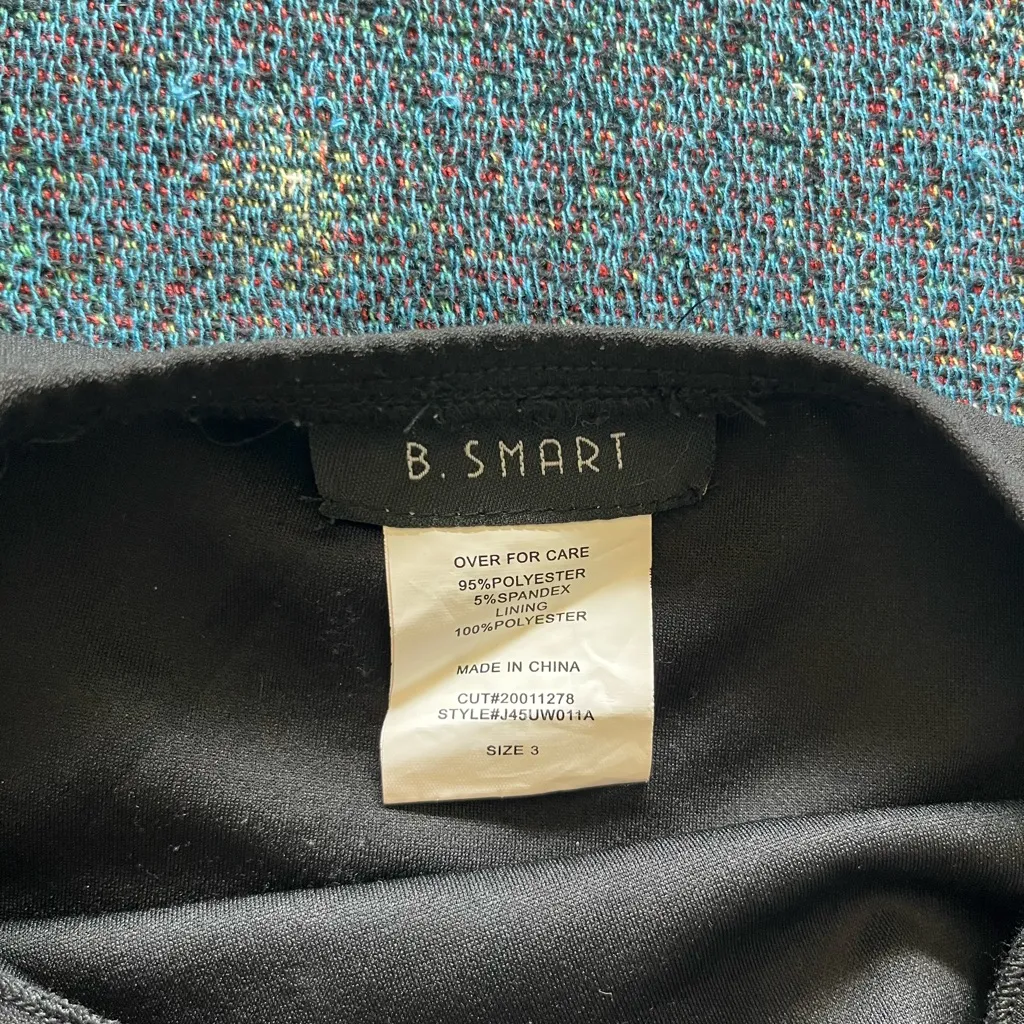 B. SMART
OVER FOR CARE
95%POLYESTER
5%SPANDEX
LINING
100%POLYESTER
MADE IN CHINA
CUT#20011278
STYLE#J45UW011A
SIZE 3